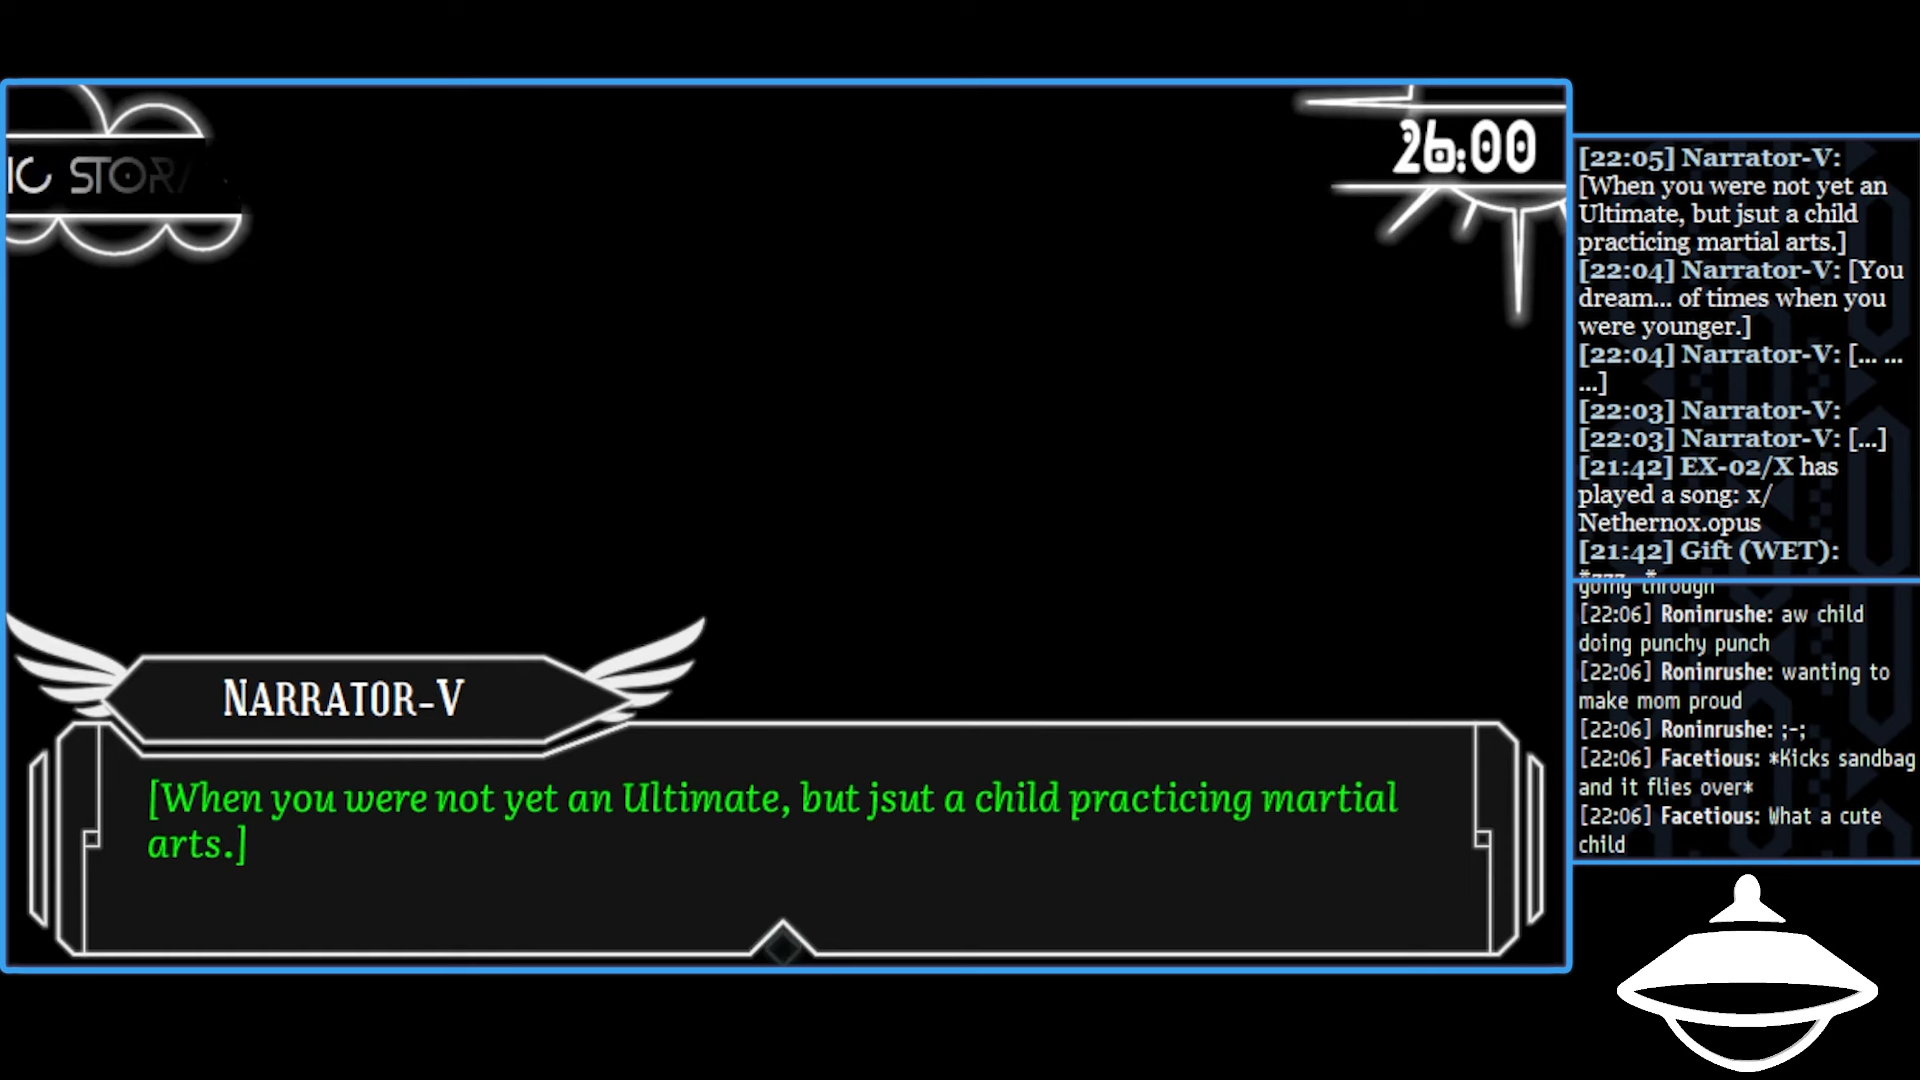 IC STORA
26:00
NARRATOR-V
[When you were not yet an Ultimate, but jsut a child practicing martial
arts.]
[22:05] Narrator-V:
[When you were not yet an
Ultimate, but jsut a child
practicing martial arts.]
[22:04] Narrator-V: [You
dream... of times when you
were younger.]
[22:04] Narrator-V: [... ...
...]
[22:03] Narrator-V:
[22:03] Narrator-V: [...]
[21:42] EX-02/X has
played a song: x/
Nethernox.opus
[21:42] Gift (WET):
going through
[22:06] Roninrushe: aw child
doing punchy punch
[22:06] Roninrushe: wanting to
make mom proud
[22:06] Roninrushe: ;-;
[22:06] Facetious: *Kicks sandbag
and it flies over*
[22:06] Facetious: What a cute
child